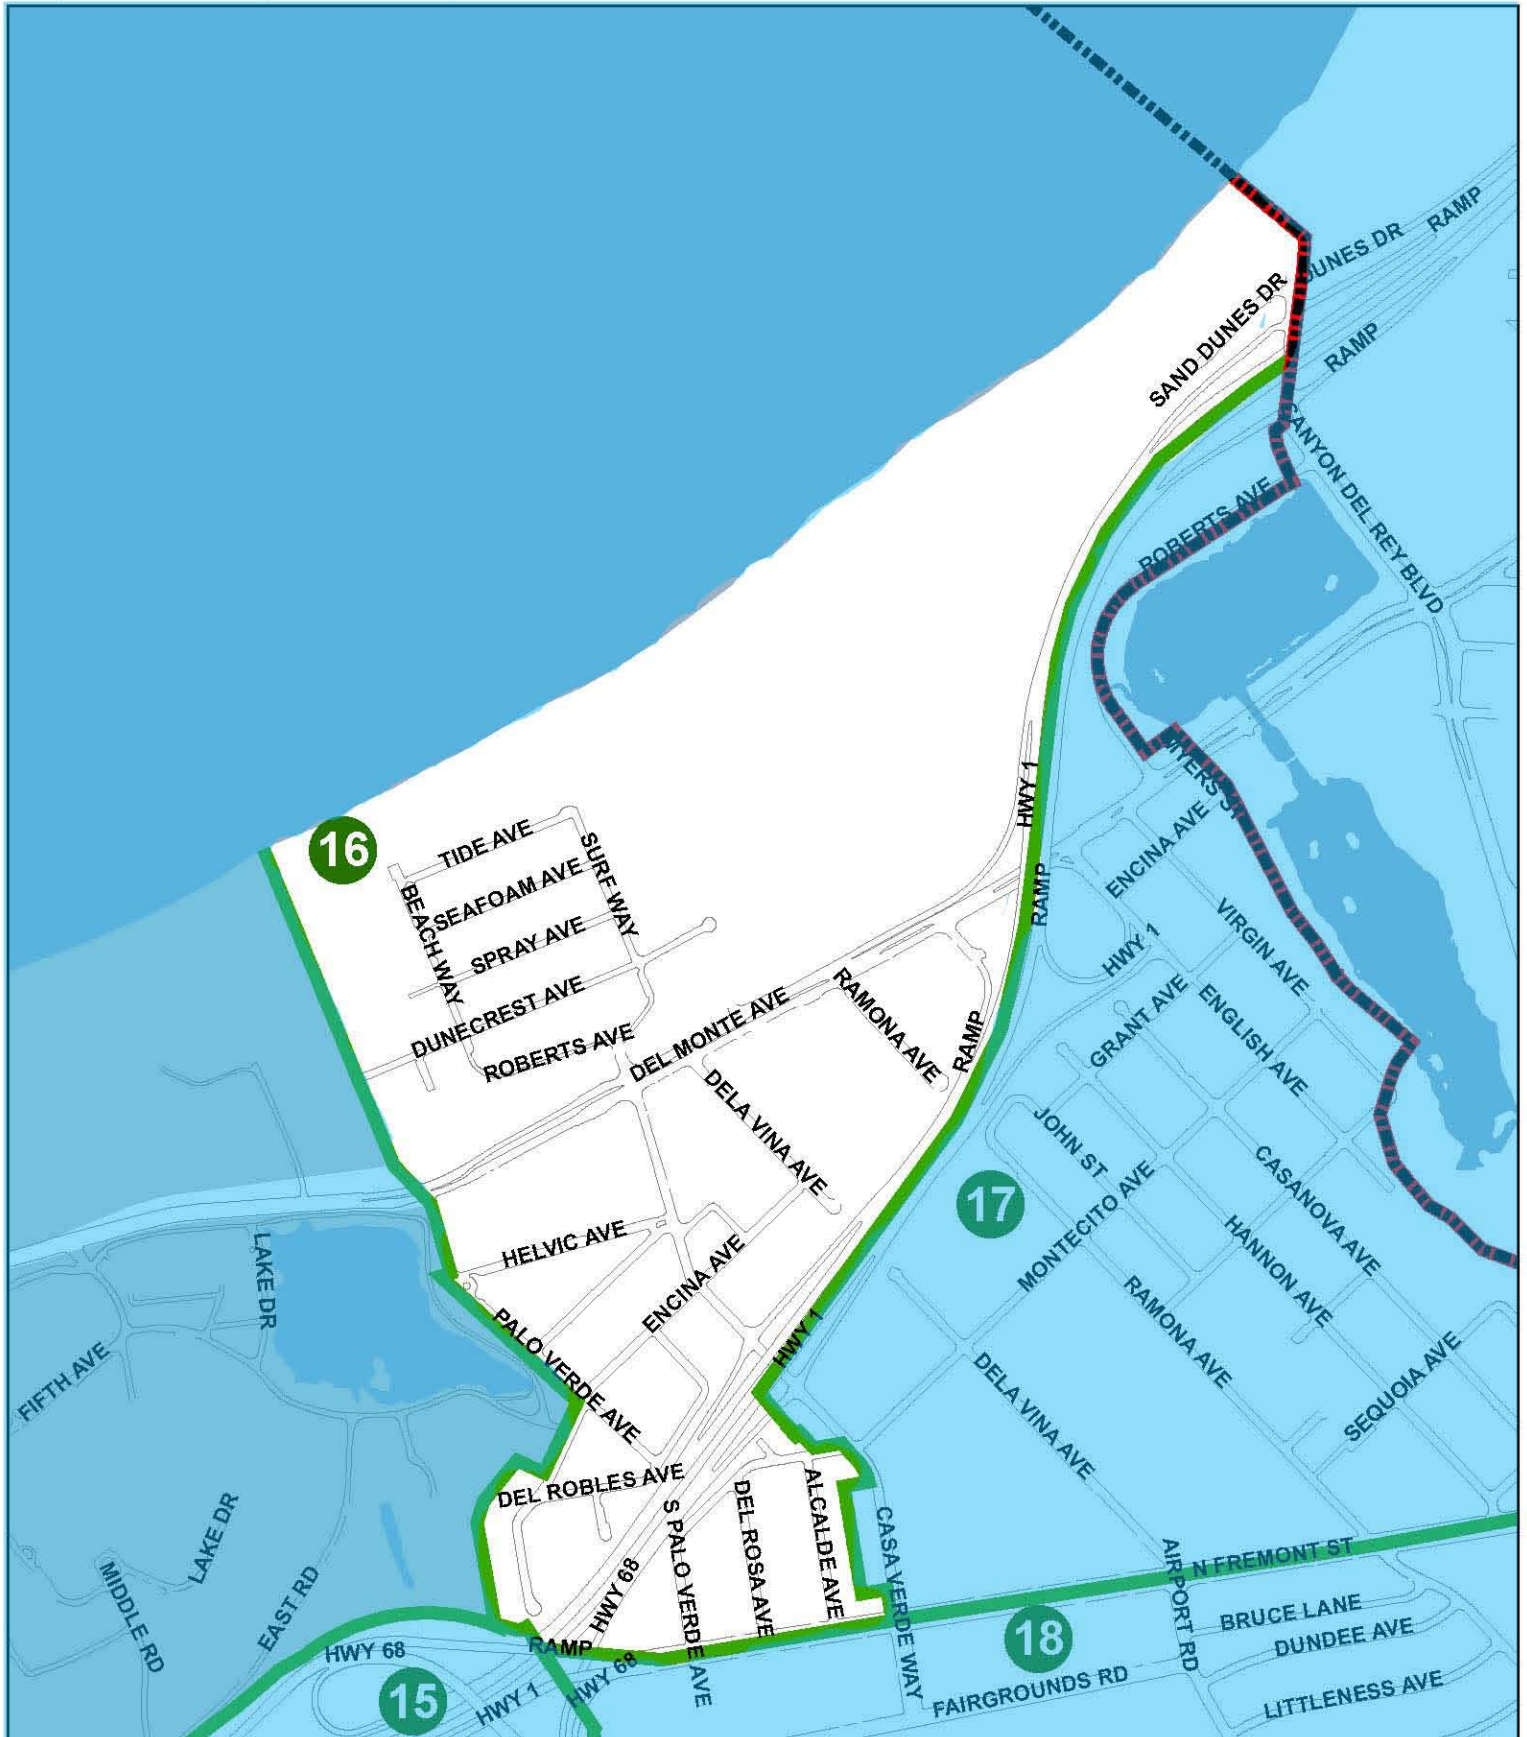 RAMP
DUNES DR
SAND DUNES DR
RAMP
CANYON DEL REY BLVD
ROBERTS AVE
MYERS ST
HWY 1
ENCINA AVE
16
TIDE AVE
SURF WAY
SEAFOAM AVE
BEACH WAY
SPRAY AVE
RAMP
VIRGIN AVE
HWY 1
DUNECREST AVE
DEL MONTE AVE
RAMONA AVE
ROBERTS AVE
RAMP
GRANT AVE
ENGLISH AVE
DELA VINA AVE
JOHN ST
17
MONTECITO AVE
CASANOVA AVE
HANNON AVE
LAKE DR
HELVIC AVE
ENCINA AVE
RAMONA AVE
PALO VERDE AVE
HWY 1
FIFTH AVE
DELA VINA AVE
SEQUOIA AVE
DEL ROBLES AVE
S PALO VERDE AVE
DEL ROSA AVE
ALCALDE AVE
CASA VERDE WAY
LAKE DR
MIDDLE RD
EAST RD
HWY 68
AIRPORT RD
N FREMONT ST
BRUCE LANE
DUNDEE AVE
18
HWY 68
RAMP
HWY 68
15
HWY 1
FAIRGROUNDS RD
LITTLENESS AVE